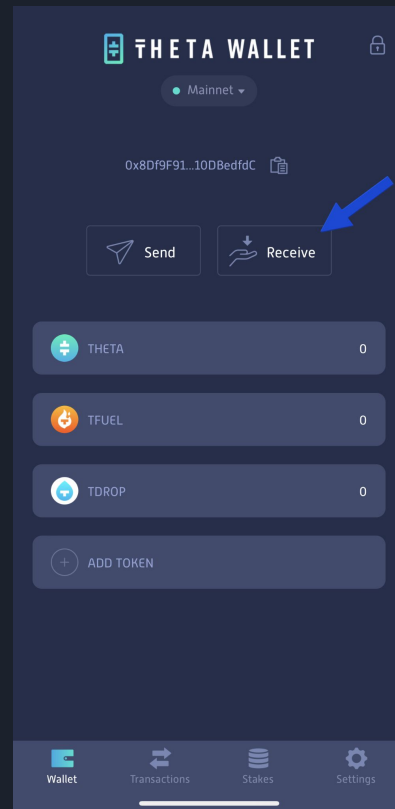 THETA WALLET
Mainnet
0x8Df9F91...10DBedfdC
Send
Receive
THETA 0
TFUEL 0
TDROP 0
ADD TOKEN
Wallet Transactions Stakes Settings